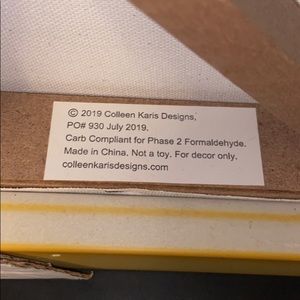 © 2019 Colleen Karis Designs,
PO# 930 July 2019.
Carb Compliant for Phase 2 Formaldehyde.
Made in China. Not a toy. For decor only.
colleenkarisdesigns.com